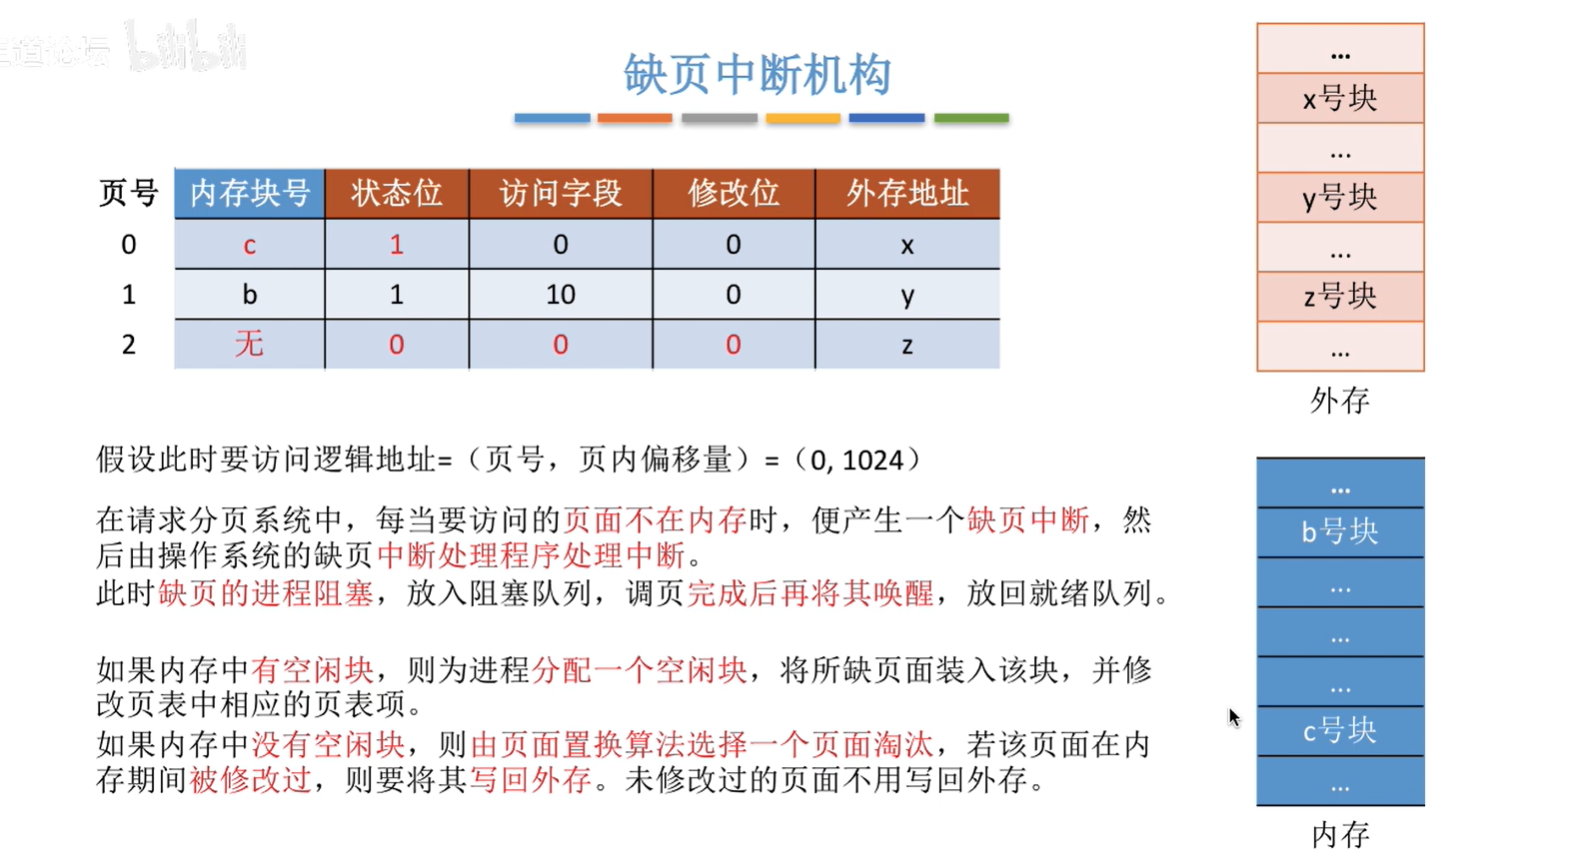 王道论坛 bilibili
缺页中断机构
页号 内存块号 状态位 访问字段 修改位 外存地址
0 c 1 0 0 x
1 b 1 10 0 y
2 无 0 0 0 z
假设此时要访问逻辑地址=（页号，页内偏移量）=（0, 1024）
在请求分页系统中，每当要访问的页面不在内存时，便产生一个缺页中断，然
后由操作系统的缺页中断处理程序处理中断。
此时缺页的进程阻塞，放入阻塞队列，调页完成后再将其唤醒，放回就绪队列。
如果内存中有空闲块，则为进程分配一个空闲块，将所缺页面装入该块，并修
改页表中相应的页表项。
如果内存中没有空闲块，则由页面置换算法选择一个页面淘汰，若该页面在内
存期间被修改过，则要将其写回外存。未修改过的页面不用写回外存。
...
x号块
...
y号块
...
z号块
...
外存
...
b号块
...
...
...
c号块
...
内存